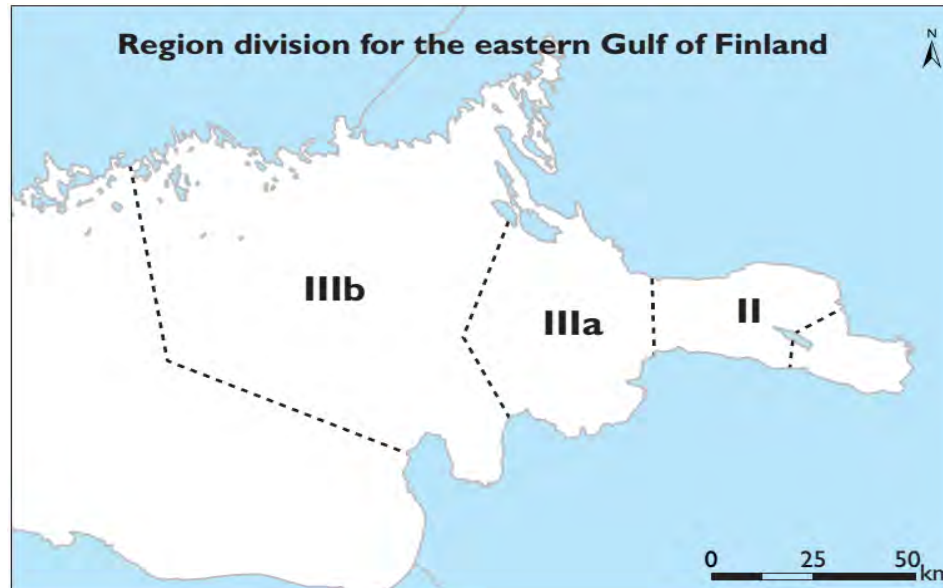 Region division for the eastern Gulf of Finland
N
IIIb
IIIa
II
0 25 50
km